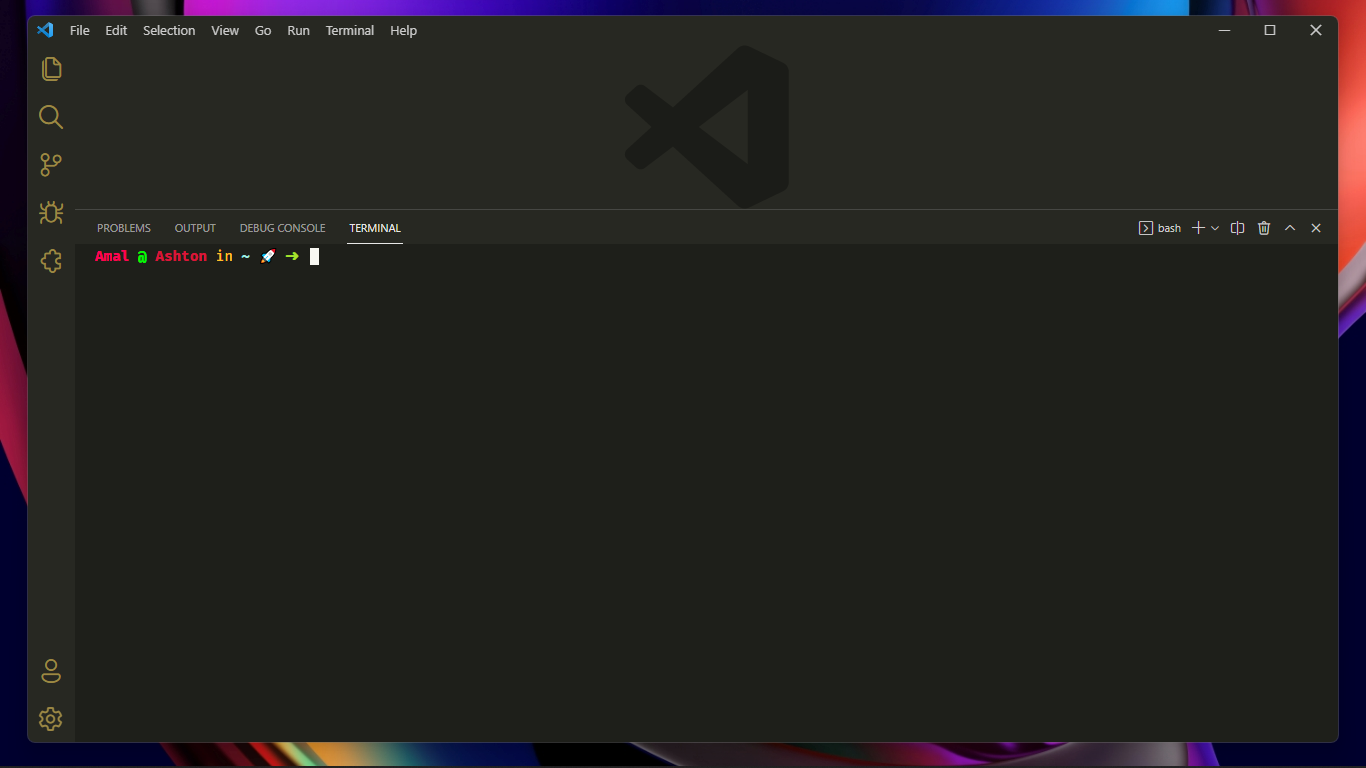 File Edit Selection View Go Run Terminal Help
PROBLEMS OUTPUT DEBUG CONSOLE TERMINAL bash
Amal @ Ashton in ~ 🚀 ➜